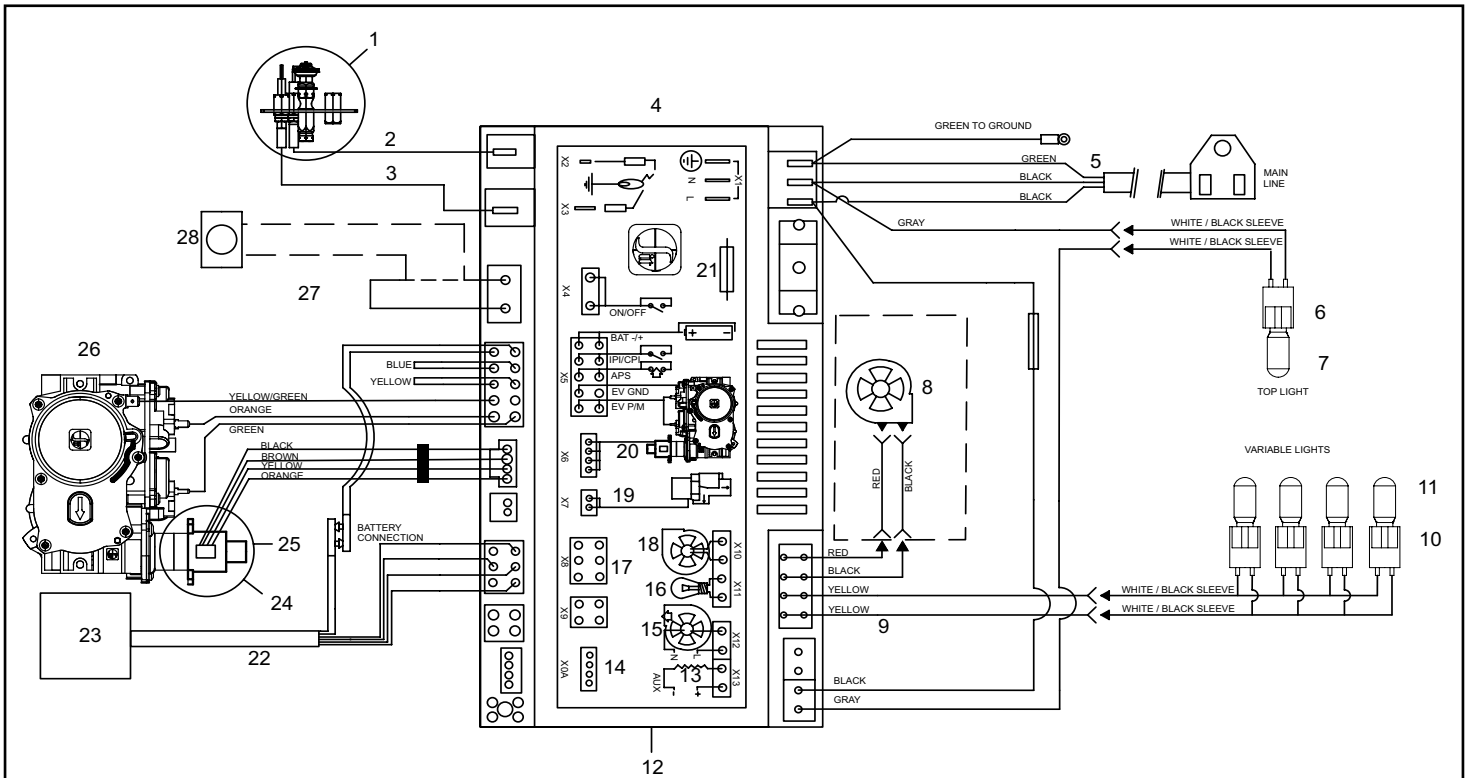 1
4
GREEN TO GROUND
2
GREEN
5
BLACK
MAIN
LINE
3
BLACK
X2
X3
X1
N
L
GRAY
WHITE / BLACK SLEEVE
WHITE / BLACK SLEEVE
28
27
21
X4
ON/OFF
6
7
TOP LIGHT
26
BAT -/+
+ -
BLUE
IPI/CPI
YELLOW
X5
APS
EV GND
EV P/M
8
YELLOW/GREEN
ORANGE
GREEN
BLACK
BROWN
YELLOW
ORANGE
X6
20
RED
BLACK
VARIABLE LIGHTS
X7
19
11
10
BATTERY
CONNECTION
25
24
18
X10
X8
17
16
X11
RED
BLACK
YELLOW
WHITE / BLACK SLEEVE
YELLOW
WHITE / BLACK SLEEVE
9
X9
15
N
L
X12
23
22
X0A
14
AUX
13
- +
X13
BLACK
GRAY
12